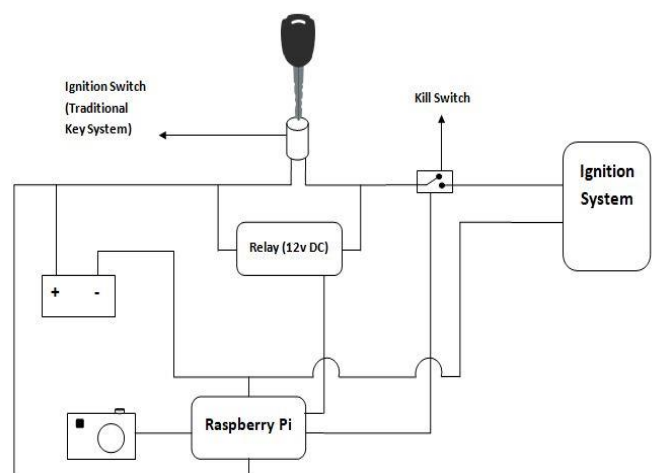 Ignition Switch
(Traditional
Key System)
Kill Switch
Ignition
System
Relay (12v DC)
+ -
Raspberry Pi